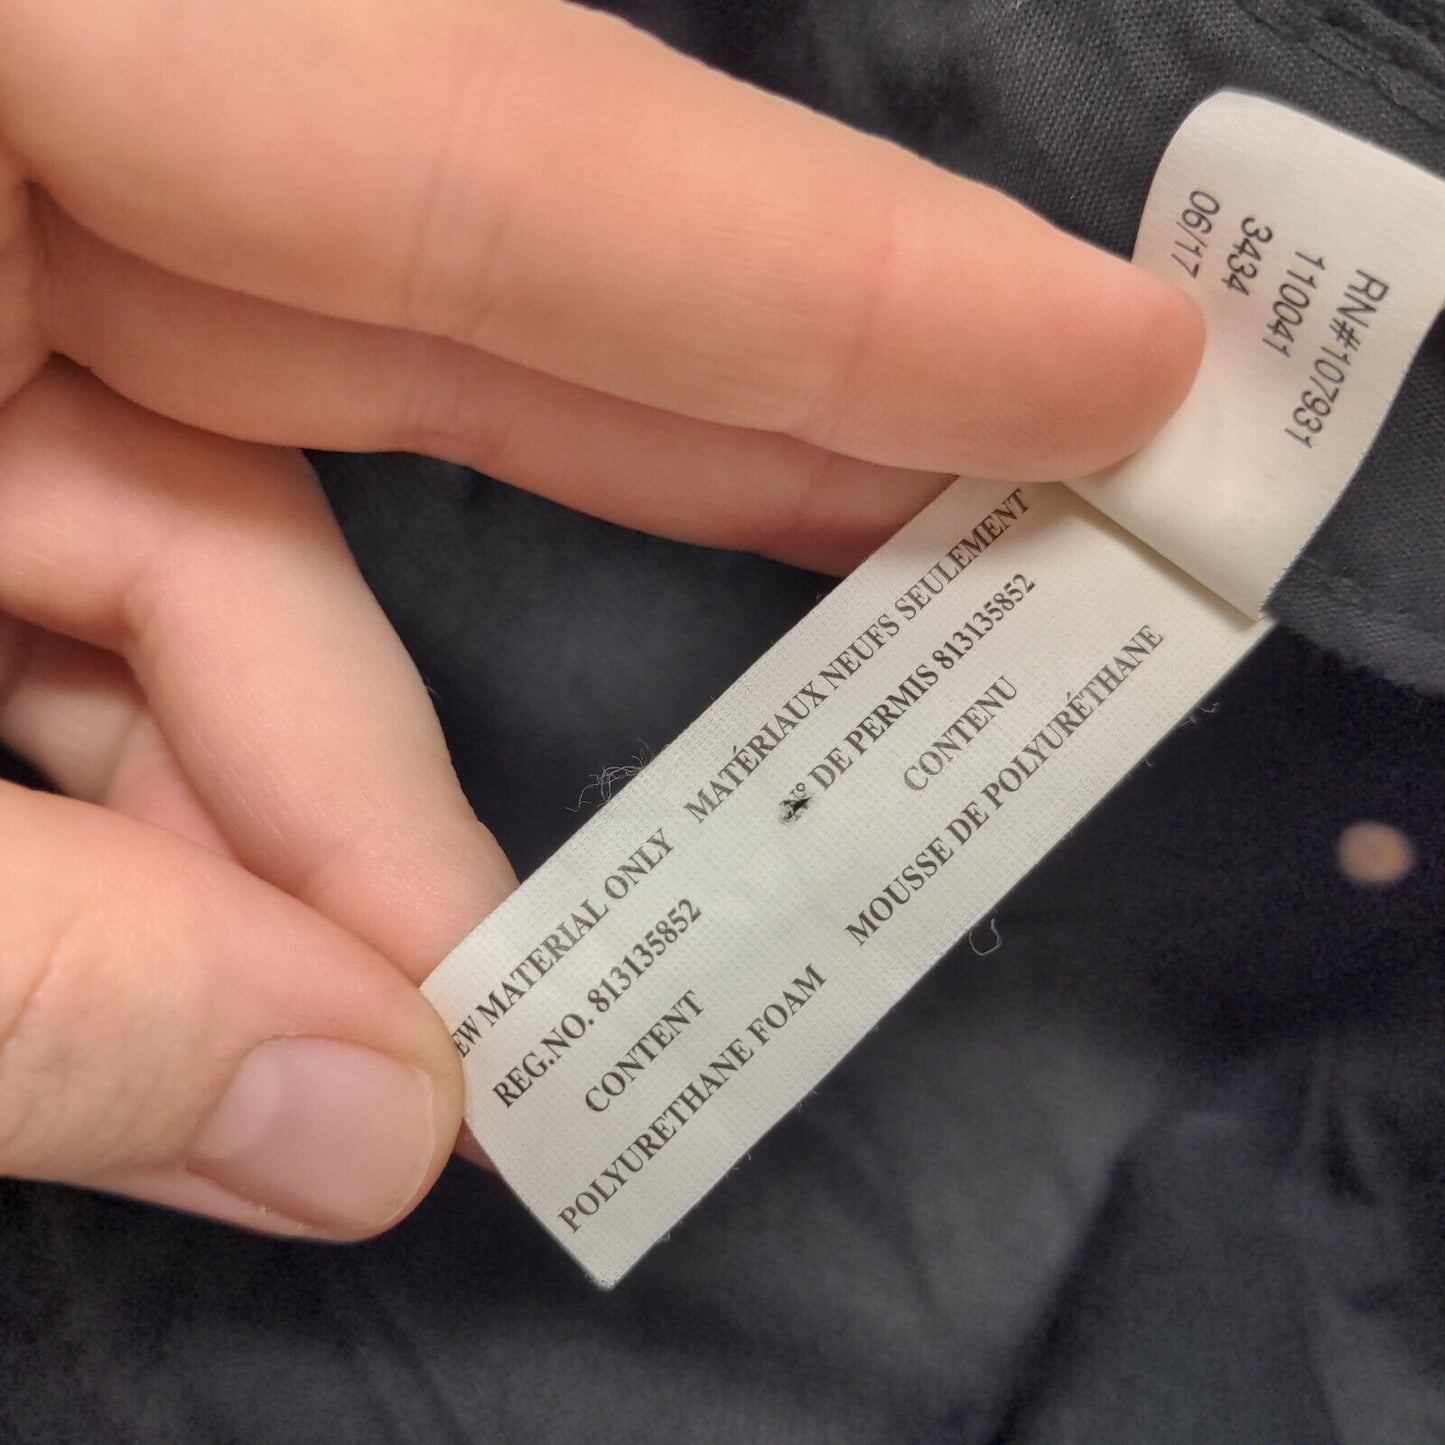 RN#107931
110041
3434
06/17
EW MATERIAL ONLY MATÉRIAUX NEUFS SEULEMENT
REG.NO. 813135852 Nº DE PERMIS 813135852
CONTENT CONTENU
POLYURETHANE FOAM MOUSSE DE POLYURÉTHANE